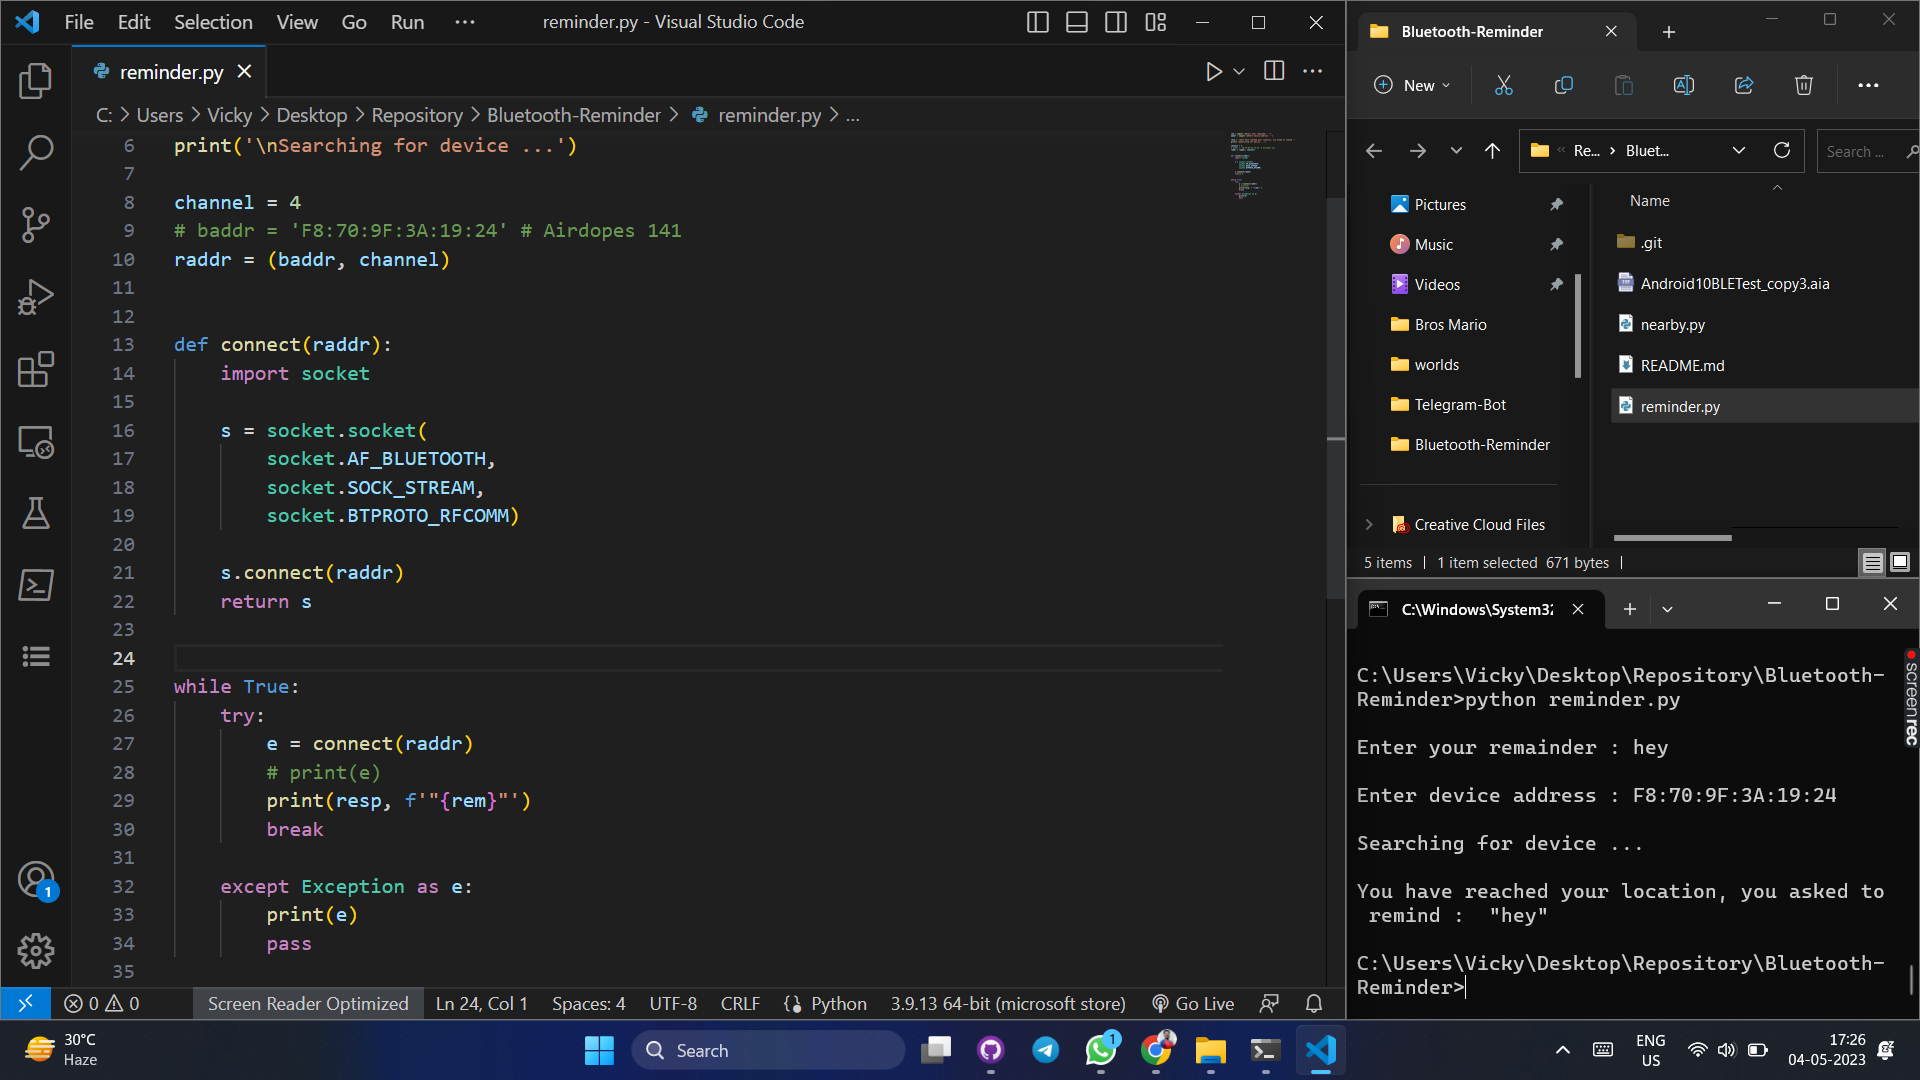 File Edit Selection View Go Run ··· reminder.py - Visual Studio Code
reminder.py
C: > Users > Vicky > Desktop > Repository > Bluetooth-Reminder > reminder.py > ...
6 print('\nSearching for device ...')
7
8 channel = 4
9 # baddr = 'F8:70:9F:3A:19:24' # Airdopes 141
10 raddr = (baddr, channel)
11
12
13 def connect(raddr):
14 import socket
15
16 s = socket.socket(
17 socket.AF_BLUETOOTH,
18 socket.SOCK_STREAM,
19 socket.BTPROTO_RFCOMM)
20
21 s.connect(raddr)
22 return s
23
24
25 while True:
26 try:
27 e = connect(raddr)
28 # print(e)
29 print(resp, f'"{rem}"')
30 break
31
32 except Exception as e:
33 print(e)
34 pass
35
1
0 0 Screen Reader Optimized Ln 24, Col 1 Spaces: 4 UTF-8 CRLF {} Python 3.9.13 64-bit (microsoft store) Go Live
Bluetooth-Reminder
New
Re... > Bluet...
Search ...
Pictures
Music
Videos
Bros Mario
worlds
Telegram-Bot
Bluetooth-Reminder
Creative Cloud Files
Name
.git
Android10BLETest_copy3.aia
nearby.py
README.md
reminder.py
5 items | 1 item selected 671 bytes |
C:\Windows\System32
C:\Users\Vicky\Desktop\Repository\Bluetooth-
Reminder>python reminder.py
Enter your remainder : hey
Enter device address : F8:70:9F:3A:19:24
Searching for device ...
You have reached your location, you asked to
remind : "hey"
C:\Users\Vicky\Desktop\Repository\Bluetooth-
Reminder>
screenrec
30°C
Haze
Search
1
ENG
US
17:26
04-05-2023